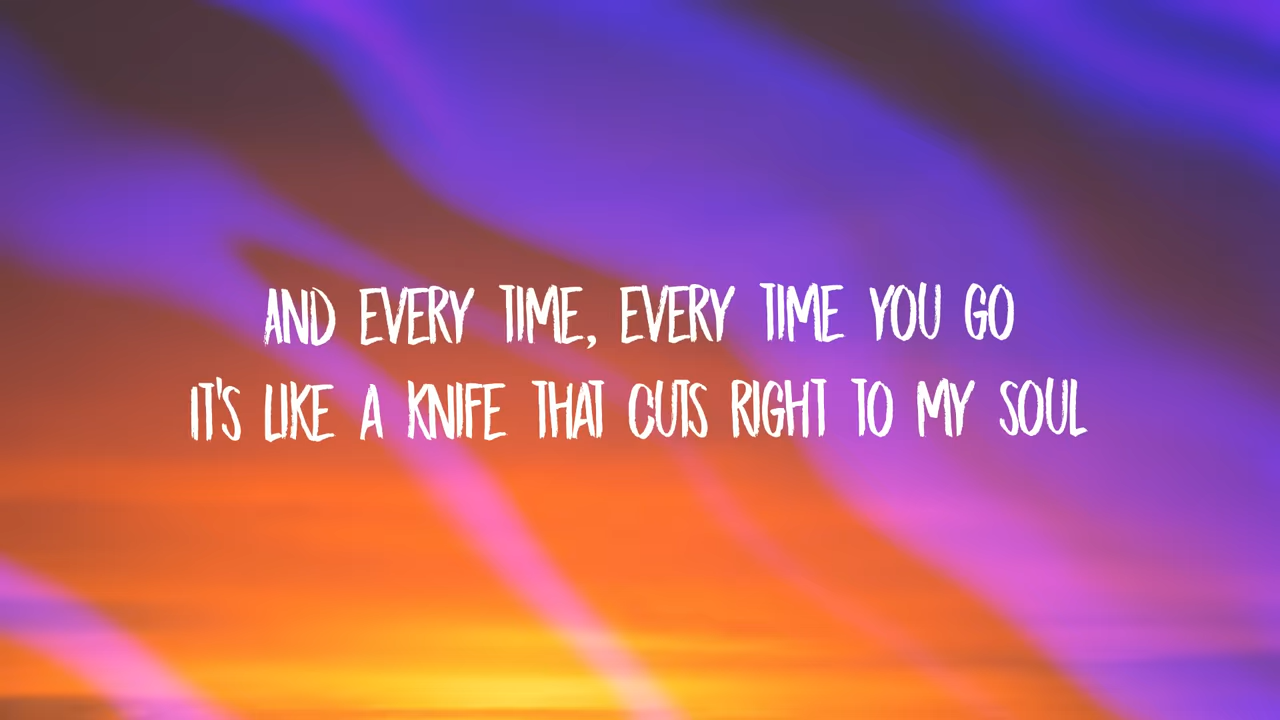 AND EVERY TIME, EVERY TIME YOU GO
IT'S LIKE A KNIFE THAT CUTS RIGHT TO MY SOUL